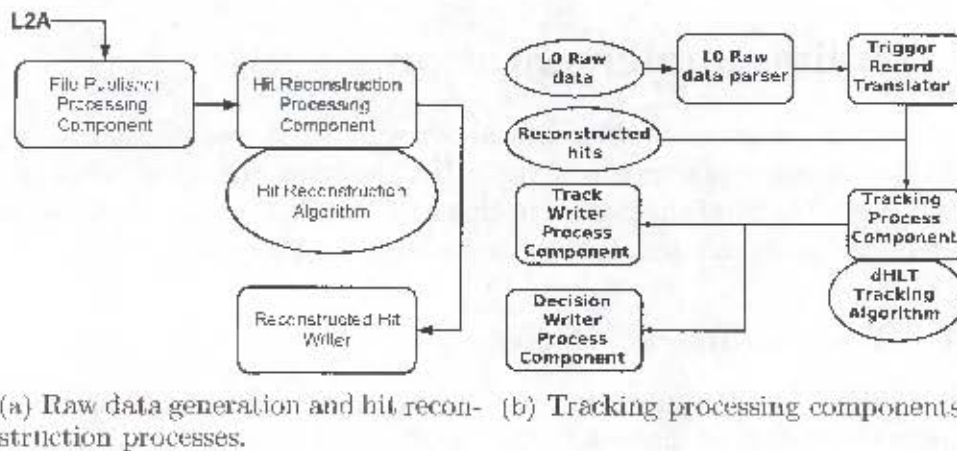 L2A
File Publisher
Processing
Component
Hit Reconstruction
Processing
Component
Hit Reconstruction
Algorithm
Reconstructed Hit
Writer
L0 Raw
data
L0 Raw
data parser
Trigger
Record
Translator
Reconstructed
hits
Track
Writer
Process
Component
Tracking
Process
Component
dHLT
Tracking
Algorithm
Decision
Writer
Process
Component
(a) Raw data generation and hit recon-
struction processes.
(b) Tracking processing components